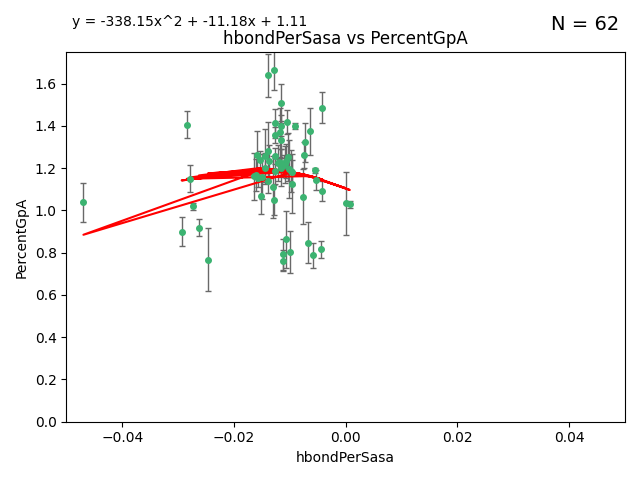 y = -338.15x^2 + -11.18x + 1.11
N = 62
hbondPerSasa vs PercentGpA
PercentGpA
1.6
1.4
1.2
1.0
0.8
0.6
0.4
0.2
0.0
−0.04
−0.02
0.00
0.02
0.04
hbondPerSasa